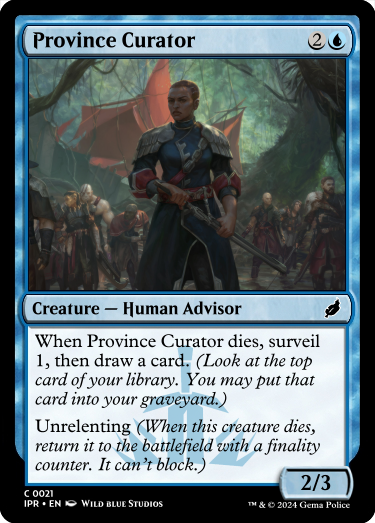 Province Curator 2
Creature — Human Advisor
When Province Curator dies, surveil
1, then draw a card. (Look at the top
card of your library. You may put that
card into your graveyard.)
Unrelenting (When this creature dies,
return it to the battlefield with a finality
counter. It can't block.)
2/3
C 0021
IPR • EN Wild blue Studios
™ & © 2024 Gema Police